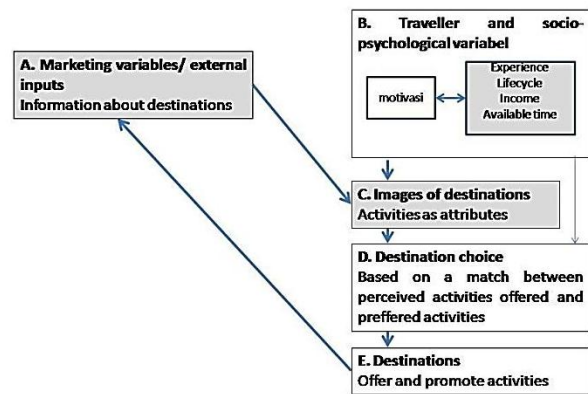 A. Marketing variables/ external
inputs
Information about destinations
B. Traveller and socio-
psychological variabel
motivasi
Experience
Lifecycle
Income
Available time
C. Images of destinations
Activities as attributes
D. Destination choice
Based on a match between
perceived activities offered and
preffered activities
E. Destinations
Offer and promote activities